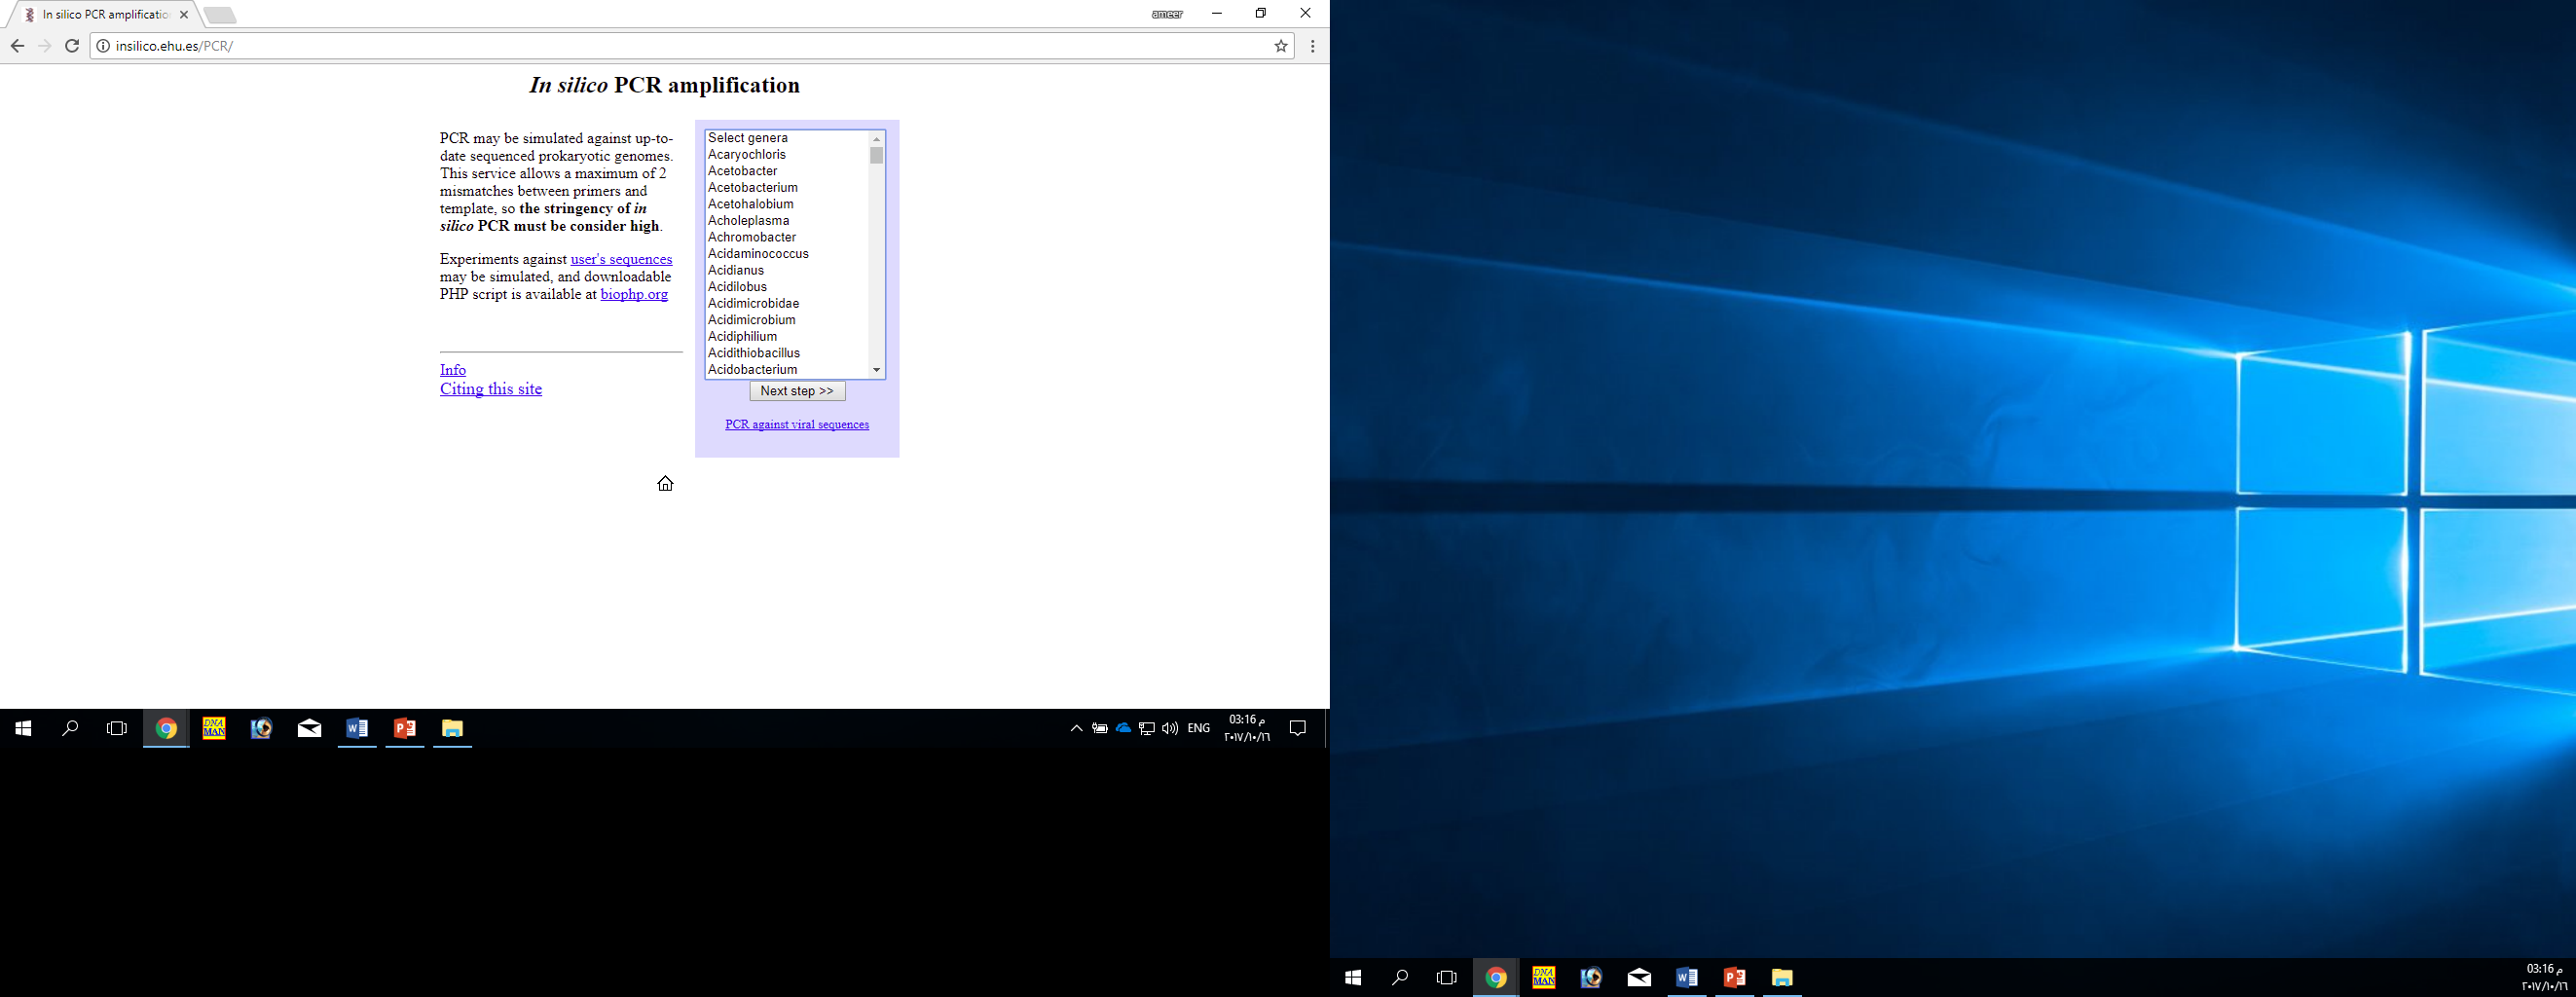 In silico PCR amplificatio
ameer
insilico.ehu.es/PCR/
In silico PCR amplification
PCR may be simulated against up-to-
date sequenced prokaryotic genomes.
This service allows a maximum of 2
mismatches between primers and
template, so the stringency of in
silico PCR must be consider high.
Experiments against user's sequences
may be simulated, and downloadable
PHP script is available at biophp.org
Info
Citing this site
Select genera
Acaryochloris
Acetobacter
Acetobacterium
Acetohalobium
Acholeplasma
Achromobacter
Acidaminococcus
Acidianus
Acidilobus
Acidimicrobidae
Acidimicrobium
Acidiphilium
Acidithiobacillus
Acidobacterium
Next step >>
PCR against viral sequences
DNA
MAN
ENG
03:16 م
٢٠١٧/١٠/١٦
DNA
MAN
03:16 م
٢٠١٧/١٠/١٦